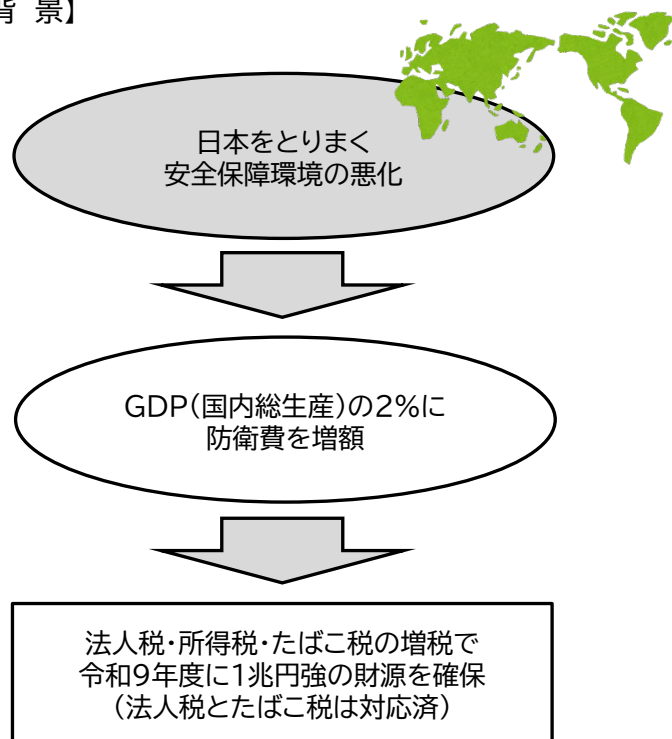 背 景】
日本をとりまく
安全保障環境の悪化
GDP(国内総生産)の2%に
防衛費を増額
法人税・所得税・たばこ税の増税で
令和9年度に1兆円強の財源を確保
(法人税とたばこ税は対応済)